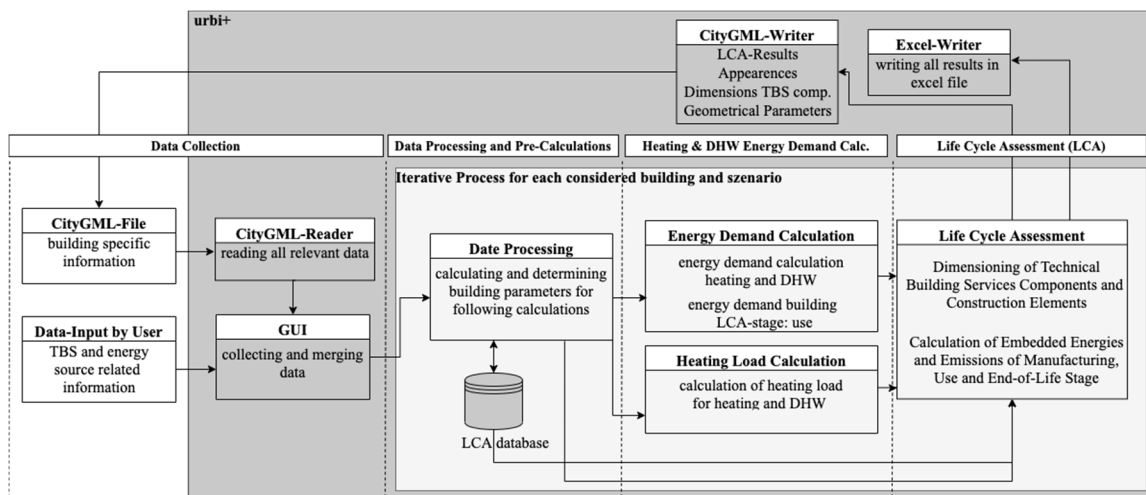 urbi+
CityGML-Writer
LCA-Results
Appearences
Dimensions TBS comp.
Geometrical Parameters
Excel-Writer
writing all results in
excel file
Data Collection
Data Processing and Pre-Calculations
Heating & DHW Energy Demand Calc.
Life Cycle Assessment (LCA)
Iterative Process for each considered building and szenario
CityGML-File
building specific
information
CityGML-Reader
reading all relevant data
Data-Input by User
TBS and energy
source related
information
GUI
collecting and merging
data
Date Processing
calculating and determining
building parameters for
following calculations
LCA database
Energy Demand Calculation
energy demand calculation
heating and DHW
energy demand building
LCA-stage: use
Heating Load Calculation
calculation of heating load
for heating and DHW
Life Cycle Assessment
Dimensioning of Technical
Building Services Components and
Construction Elements
Calculation of Embedded Energies
and Emissions of Manufacturing,
Use and End-of-Life Stage